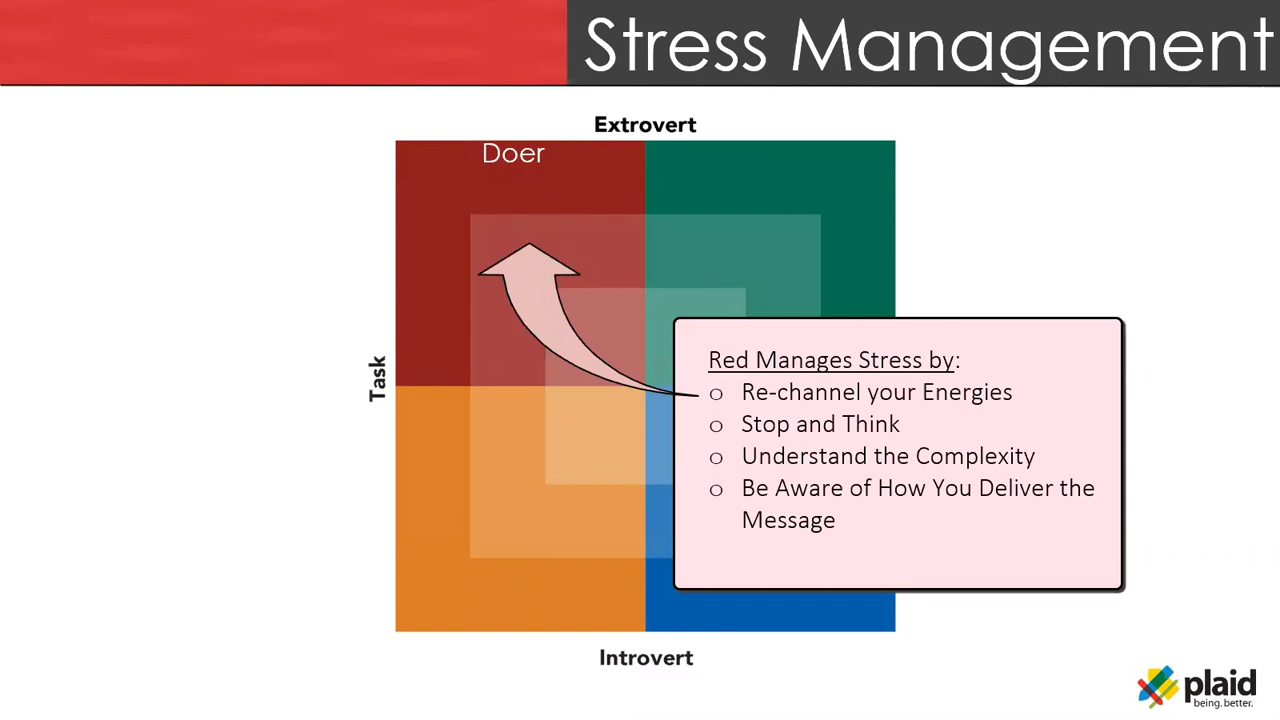 Stress Management
Extrovert
Doer
Task
Red Manages Stress by:
o Re-channel your Energies
o Stop and Think
o Understand the Complexity
o Be Aware of How You Deliver the
Message
Introvert
plaid
being. better.